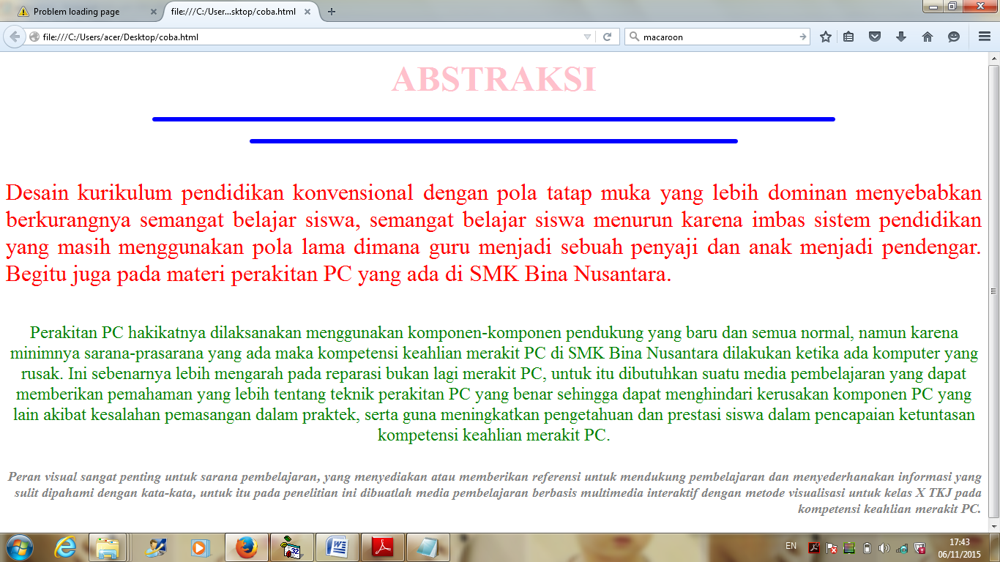 Problem loading page
file:///C:/User...sktop/coba.html
file:///C:/Users/acer/Desktop/coba.html
macaroon
ABSTRAKSI
Desain kurikulum pendidikan konvensional dengan pola tatap muka yang lebih dominan menyebabkan
berkurangnya semangat belajar siswa, semangat belajar siswa menurun karena imbas sistem pendidikan
yang masih menggunakan pola lama dimana guru menjadi sebuah penyaji dan anak menjadi pendengar.
Begitu juga pada materi perakitan PC yang ada di SMK Bina Nusantara.
Perakitan PC hakikatnya dilaksanakan menggunakan komponen-komponen pendukung yang baru dan semua normal, namun karena
minimnya sarana-prasarana yang ada maka kompetensi keahlian merakit PC di SMK Bina Nusantara dilakukan ketika ada komputer yang
rusak. Ini sebenarnya lebih mengarah pada reparasi bukan lagi merakit PC, untuk itu dibutuhkan suatu media pembelajaran yang dapat
memberikan pemahaman yang lebih tentang teknik perakitan PC yang benar sehingga dapat menghindari kerusakan komponen PC yang
lain akibat kesalahan pemasangan dalam praktek, serta guna meningkatkan pengetahuan dan prestasi siswa dalam pencapaian ketuntasan
kompetensi keahlian merakit PC.
Peran visual sangat penting untuk sarana pembelajaran, yang menyediakan atau memberikan referensi untuk mendukung pembelajaran dan menyederhanakan informasi yang
sulit dipahami dengan kata-kata, untuk itu pada penelitian ini dibuatlah media pembelajaran berbasis multimedia interaktif dengan metode visualisasi untuk kelas X TKJ pada
kompetensi keahlian merakit PC.
32
EN
17:43
06/11/2015